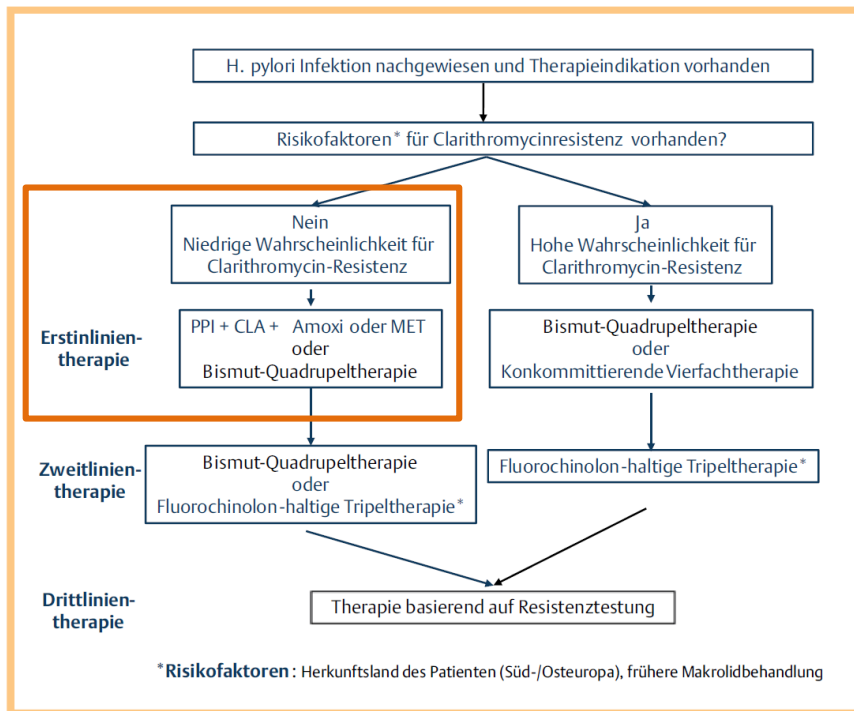 H. pylori Infektion nachgewiesen und Therapieindikation vorhanden
Risikofaktoren* für Clarithromycinresistenz vorhanden?
Nein
Niedrige Wahrscheinlichkeit für
Clarithromycin-Resistenz
Ja
Hohe Wahrscheinlichkeit für
Clarithromycin-Resistenz
Erstlinien-
therapie
PPI + CLA + Amoxi oder MET
oder
Bismut-Quadrupeltherapie
Bismut-Quadrupeltherapie
oder
Konkommittierende Vierfachtherapie
Zweitlinien-
therapie
Bismut-Quadrupeltherapie
oder
Fluorochinolon-haltige Tripeltherapie*
Fluorochinolon-haltige Tripeltherapie*
Drittlinien-
therapie
Therapie basierend auf Resistenztestung
*Risikofaktoren : Herkunftsland des Patienten (Süd-/Osteuropa), frühere Makrolidbehandlung